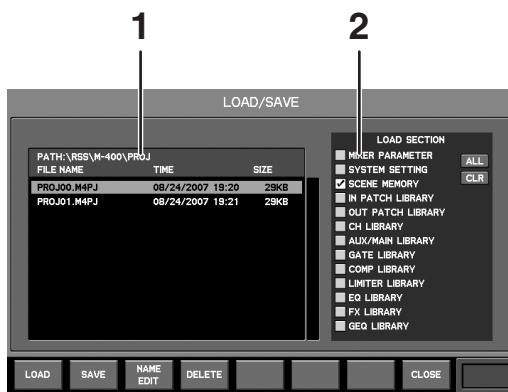 1 2
LOAD/SAVE
PATH:\RSS\M-400\PROJ
FILE NAME TIME SIZE
PROJ00.M4PJ 08/24/2007 19:20 29KB
PROJ01.M4PJ 08/24/2007 19:21 29KB
LOAD SECTION
MIXER PARAMETER
SYSTEM SETTING
SCENE MEMORY
IN PATCH LIBRARY
OUT PATCH LIBRARY
CH LIBRARY
AUX/MAIN LIBRARY
GATE LIBRARY
COMP LIBRARY
LIMITER LIBRARY
EQ LIBRARY
FX LIBRARY
GEQ LIBRARY
ALL
CLR
LOAD SAVE NAME EDIT DELETE CLOSE